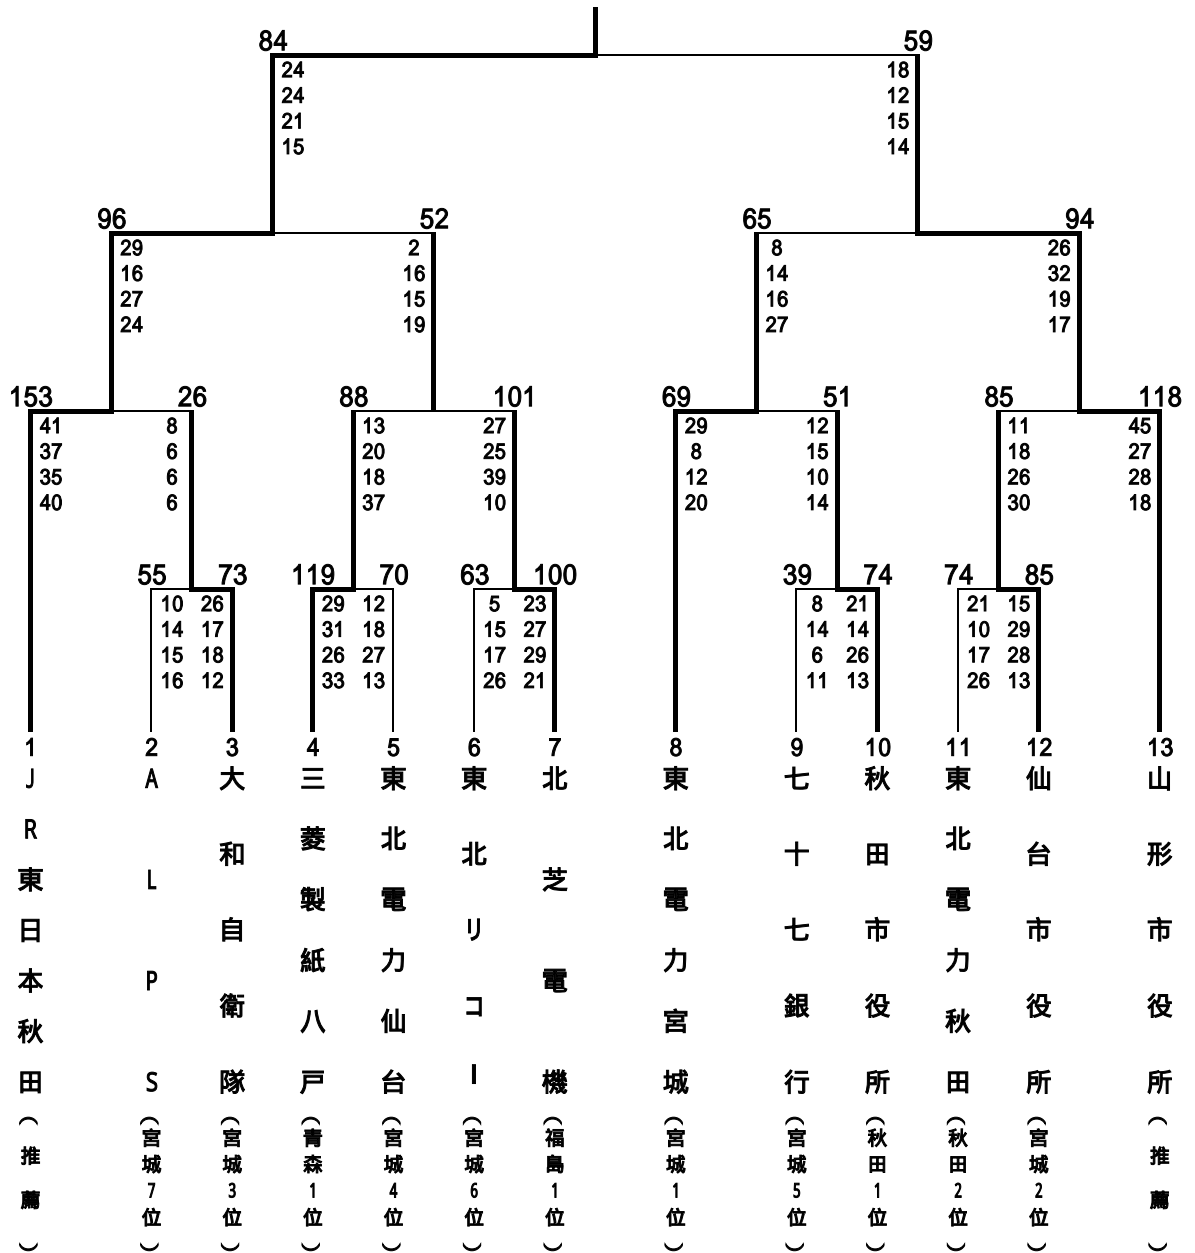 84 59
24 18
24 12
21 15
15 14
96 52 65 94
29 2 8 26
16 16 14 32
27 15 16 19
24 19 27 17
153 26 88 101 69 51 85 118
41 8 13 27 29 12 11 45
37 6 20 25 8 15 18 27
35 6 18 39 12 10 26 28
40 6 37 10 20 14 30 18
55 73 119 70 63 100 39 74 74 85
10 26 29 12 5 23 8 21 21 15
14 17 31 18 15 27 14 14 10 29
15 18 26 27 17 29 6 26 17 28
16 12 33 13 26 21 11 13 26 13
1 2 3 4 5 6 7 8 9 10 11 12 13
JR東日本秋田(推薦)
ALPS(宮城7位)
大和自衛隊(宮城3位)
三菱製紙八戸(青森1位)
東北電力仙台(宮城4位)
東北リコー(宮城6位)
北芝電機(福島1位)
東北電力宮城(宮城1位)
七十七銀行(宮城5位)
秋田市役所(秋田1位)
東北電力秋田(秋田2位)
仙台市役所(宮城2位)
山形市役所(推薦)